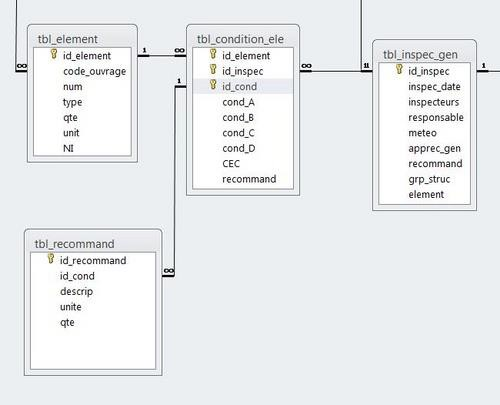 tbl_element
id_element
code_ouvrage
num
type
qte
unit
NI
1
∞
∞
tbl_condition_ele
id_element
id_inspec
id_cond
cond_A
cond_B
cond_C
cond_D
CEC
recommand
1
∞
1
1
tbl_inspec_gen
id_inspec
inspec_date
inspecteurs
responsable
meteo
apprec_gen
recommand
grp_struc
element
1
tbl_recommand
id_recommand
id_cond
descrip
unite
qte
∞